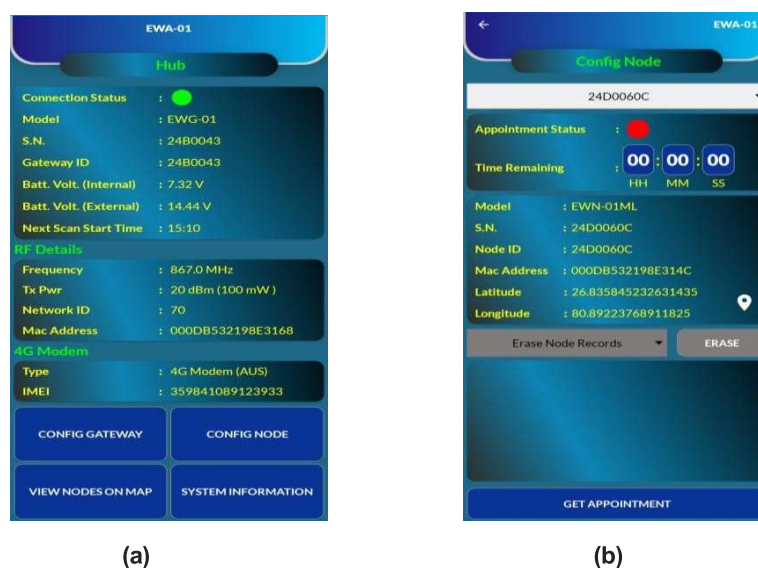 EWA-01
Hub
Connection Status :
Model : EWG-01
S.N. : 24B0043
Gateway ID : 24B0043
Batt. Volt. (Internal) : 7.32 V
Batt. Volt. (External) : 14.44 V
Next Scan Start Time : 15:10
RF Details
Frequency : 867.0 MHz
Tx Pwr : 20 dBm (100 mW )
Network ID : 70
Mac Address : 000DB532198E3168
4G Modem
Type : 4G Modem (AUS)
IMEI : 359841089123933
CONFIG GATEWAY CONFIG NODE
VIEW NODES ON MAP SYSTEM INFORMATION
(a)
EWA-01
Config Node
24D0060C
Appointment Status :
Time Remaining : 00 : 00 : 00
HH MM SS
Model : EWN-01ML
S.N. : 24D0060C
Node ID : 24D0060C
Mac Address : 000DB532198E314C
Latitude : 26.835845232631435
Longitude : 80.89223768911825
Erase Node Records ERASE
GET APPOINTMENT
(b)